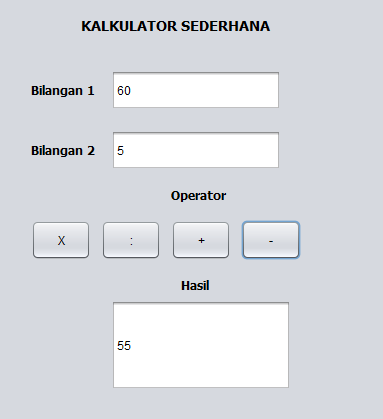 KALKULATOR SEDERHANA
Bilangan 1 60
Bilangan 2 5
Operator
X : + -
Hasil
55